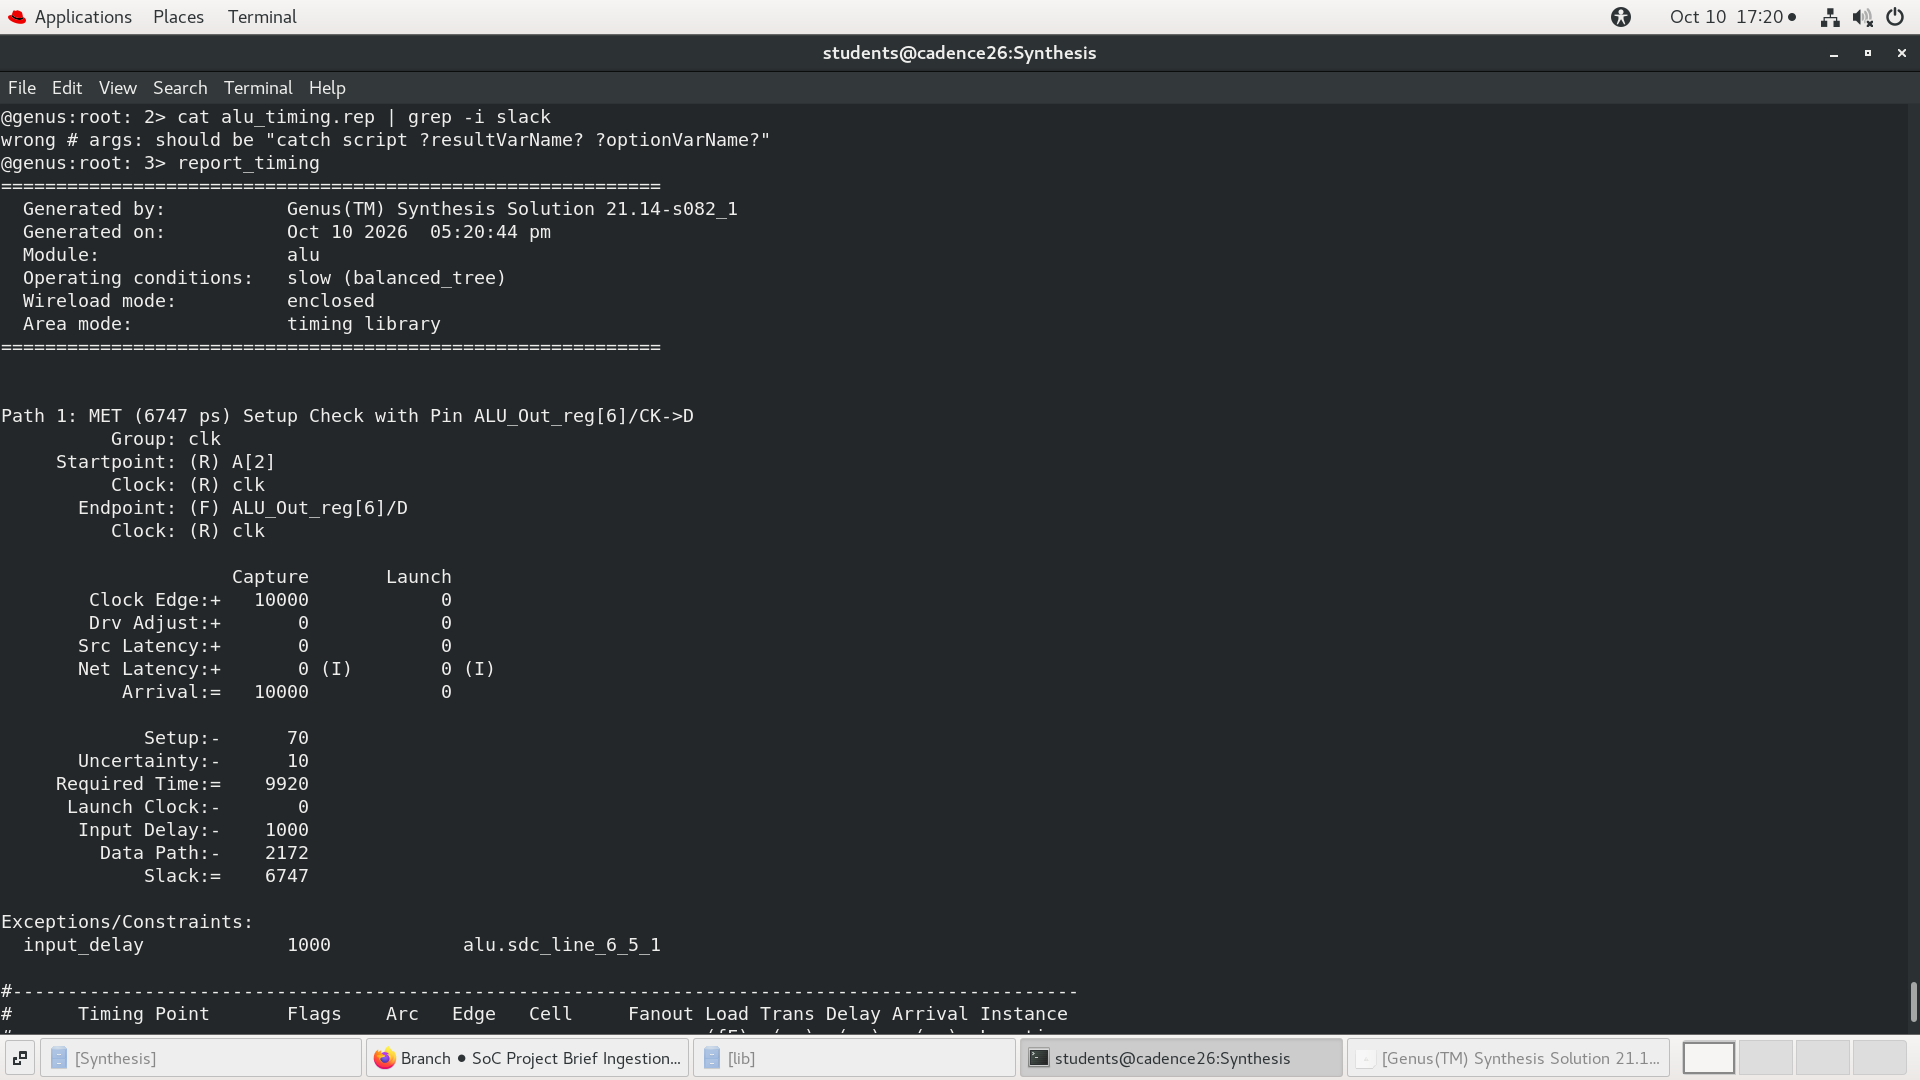 Applications Places Terminal Oct 10 17:20●
students@cadence26:Synthesis
File Edit View Search Terminal Help
@genus:root: 2> cat alu_timing.rep | grep -i slack
wrong # args: should be "catch script ?resultVarName? ?optionVarName?"
@genus:root: 3> report_timing
============================================================
  Generated by:           Genus(TM) Synthesis Solution 21.14-s082_1
  Generated on:           Oct 10 2026  05:20:44 pm
  Module:                 alu
  Operating conditions:   slow (balanced_tree)
  Wireload mode:          enclosed
  Area mode:              timing library
============================================================
Path 1: MET (6747 ps) Setup Check with Pin ALU_Out_reg[6]/CK->D
          Group: clk
     Startpoint: (R) A[2]
          Clock: (R) clk
       Endpoint: (F) ALU_Out_reg[6]/D
          Clock: (R) clk
                     Capture       Launch
        Clock Edge:+   10000            0
        Drv Adjust:+       0            0
       Src Latency:+       0            0
       Net Latency:+       0 (I)        0 (I)
           Arrival:=   10000            0
             Setup:-      70
       Uncertainty:-      10
     Required Time:=    9920
      Launch Clock:-       0
       Input Delay:-    1000
         Data Path:-    2172
             Slack:=    6747
Exceptions/Constraints:
  input_delay             1000            alu.sdc_line_6_5_1
#-------------------------------------------------------------------------------------------------
#      Timing Point       Flags    Arc   Edge   Cell     Fanout Load Trans Delay Arrival Instance
[Synthesis] Branch ● SoC Project Brief Ingestion... [lib] students@cadence26:Synthesis [Genus(TM) Synthesis Solution 21.1...